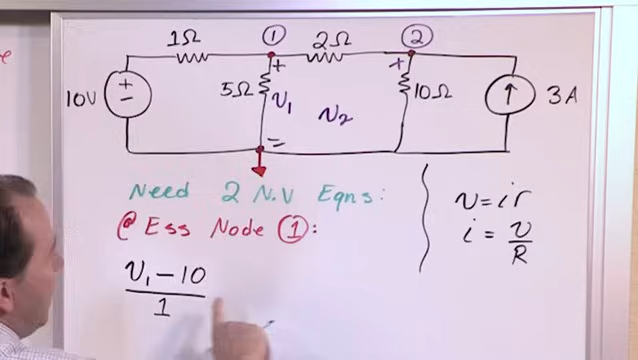 1Ω ① 2Ω ②
10V + − 5Ω + v₁ = v₂ + 10Ω ↑ 3A
Need 2 N.V Eqns:
@ Ess Node ①:
v₁ − 10
1
v = ir
i = v
R